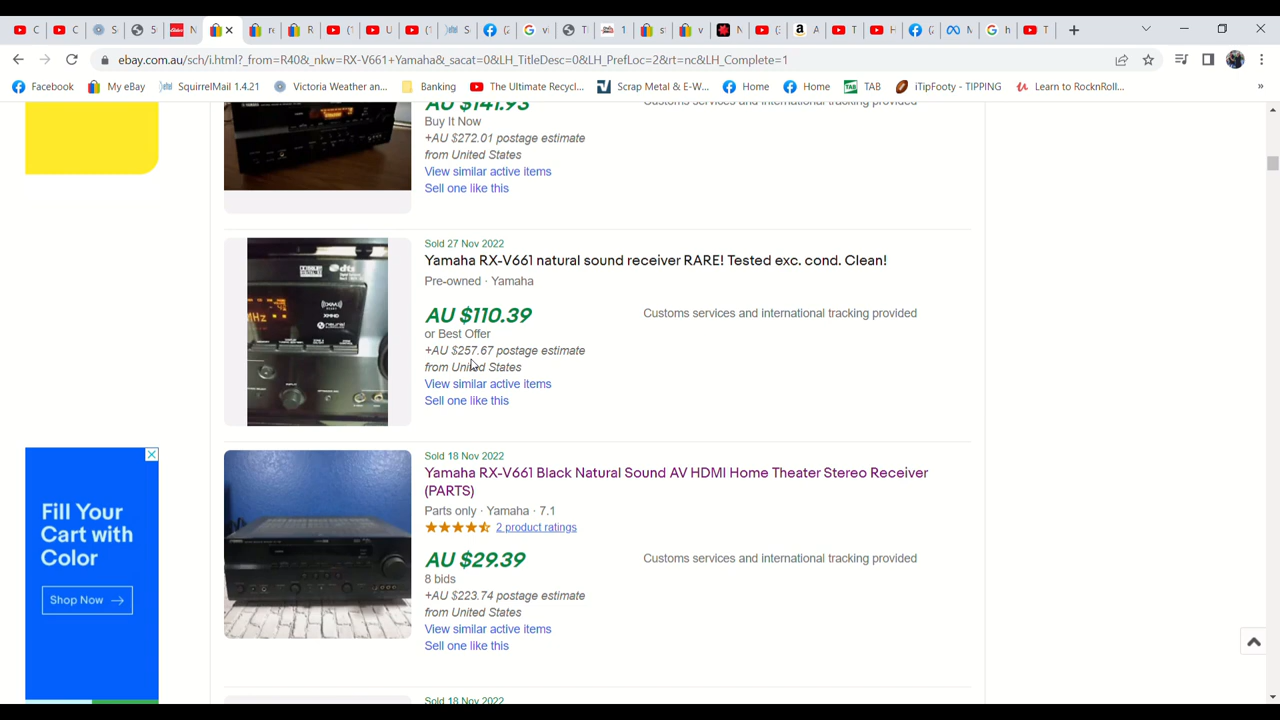 ebay.com.au/sch/i.html?_from=R40&_nkw=RX-V661+Yamaha&_sacat=0&LH_TitleDesc=0&LH_PrefLoc=2&rt=nc&LH_Complete=1
Facebook
My eBay
SquirrelMail 1.4.21
Victoria Weather an...
Banking
The Ultimate Recycl...
Scrap Metal & E-W...
Home
Home
TAB
TAB
iTipFooty - TIPPING
Learn to RocknRoll...
AU $141.93
Customs services and international tracking provided
Buy It Now
+AU $272.01 postage estimate
from United States
View similar active items
Sell one like this
Sold 27 Nov 2022
Yamaha RX-V661 natural sound receiver RARE! Tested exc. cond. Clean!
Pre-owned · Yamaha
AU $110.39
Customs services and international tracking provided
or Best Offer
+AU $257.67 postage estimate
from United States
View similar active items
Sell one like this
dts
neural
Sold 18 Nov 2022
Yamaha RX-V661 Black Natural Sound AV HDMI Home Theater Stereo Receiver
(PARTS)
Parts only · Yamaha · 7.1
2 product ratings
AU $29.39
Customs services and international tracking provided
8 bids
+AU $223.74 postage estimate
from United States
View similar active items
Sell one like this
Fill Your
Cart with
Color
Shop Now
Sold 18 Nov 2022